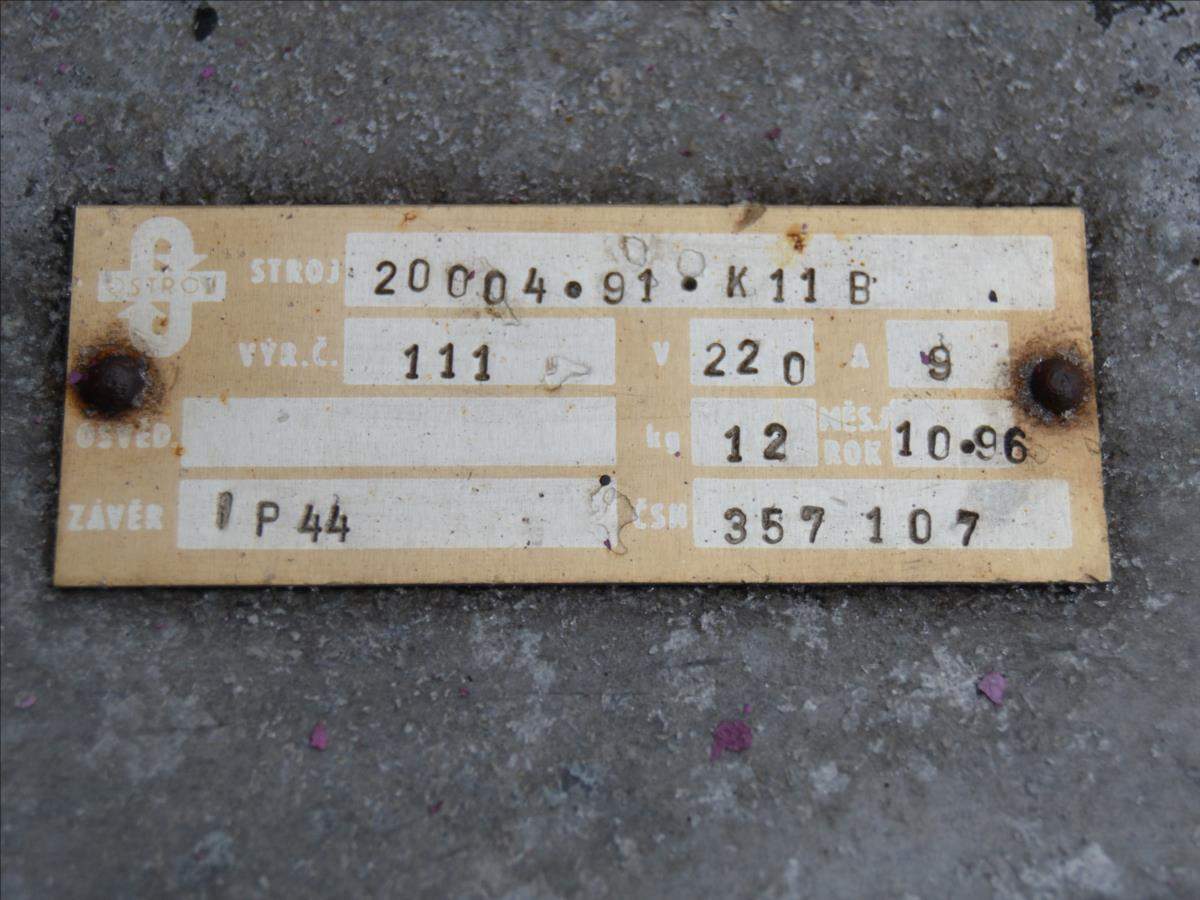 OSTROV
STROJ 20004.91.K11B
VÝR.Č. 111 V 220 A 9
OSVĚD. kg 12 MĚS./ROK 10.96
ZÁVĚR IP44 ČSN 357 107